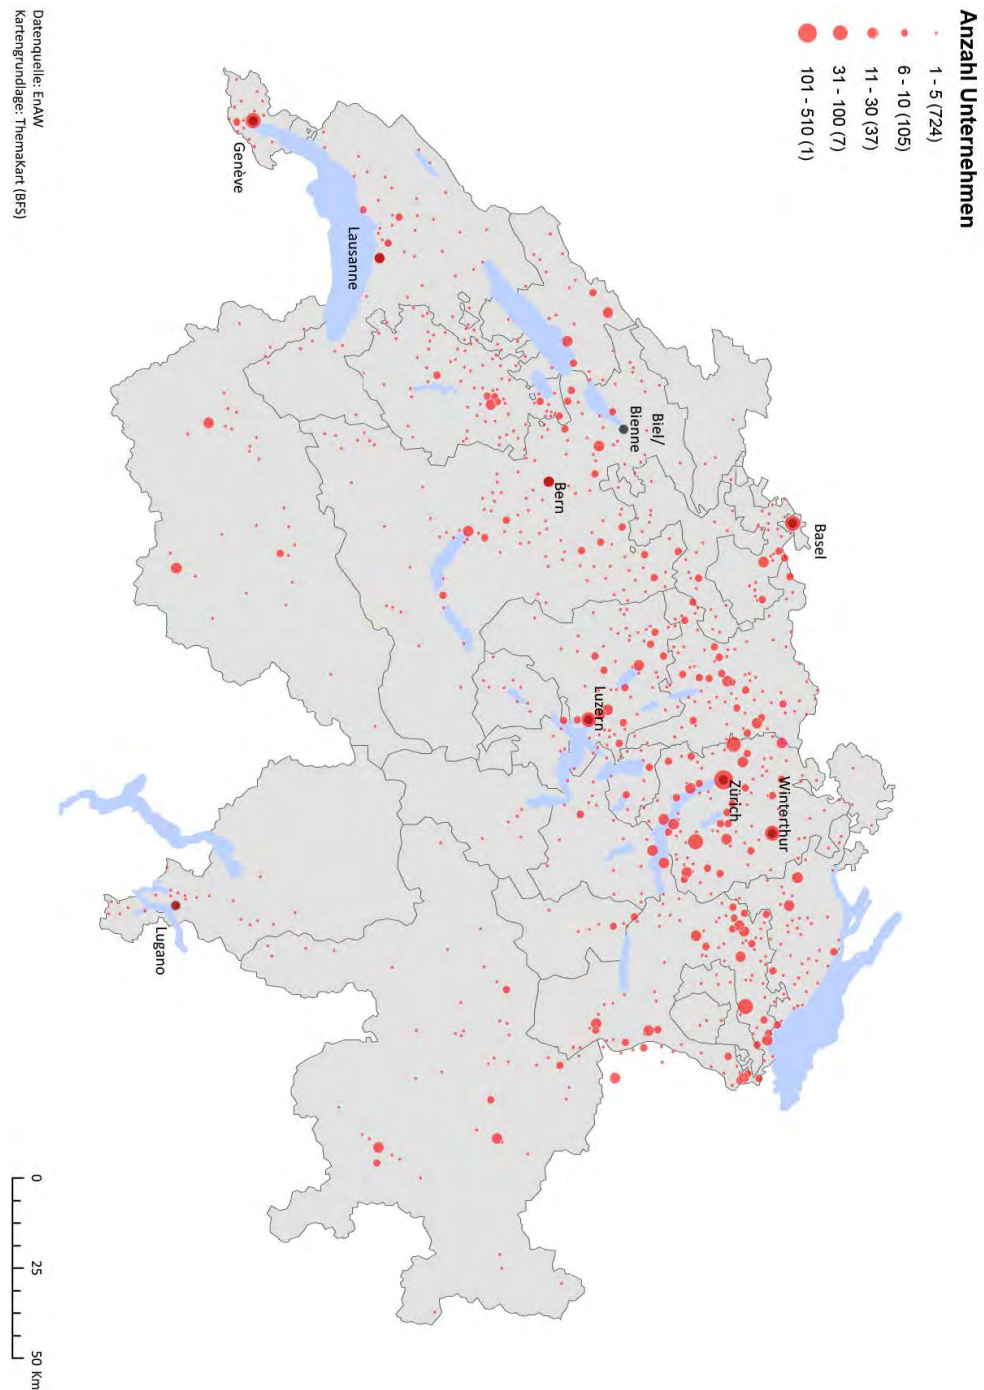 Anzahl Unternehmen
1 - 5 (724)
6 - 10 (105)
11 - 30 (37)
31 - 100 (7)
101 - 510 (1)
Basel
Winterthur
Zürich
Biel/
Bienne
Luzern
Bern
Lausanne
Genève
Lugano
0
25
50 Km
Datenquelle: EnAW
Kartengrundlage: ThemaKart (BFS)